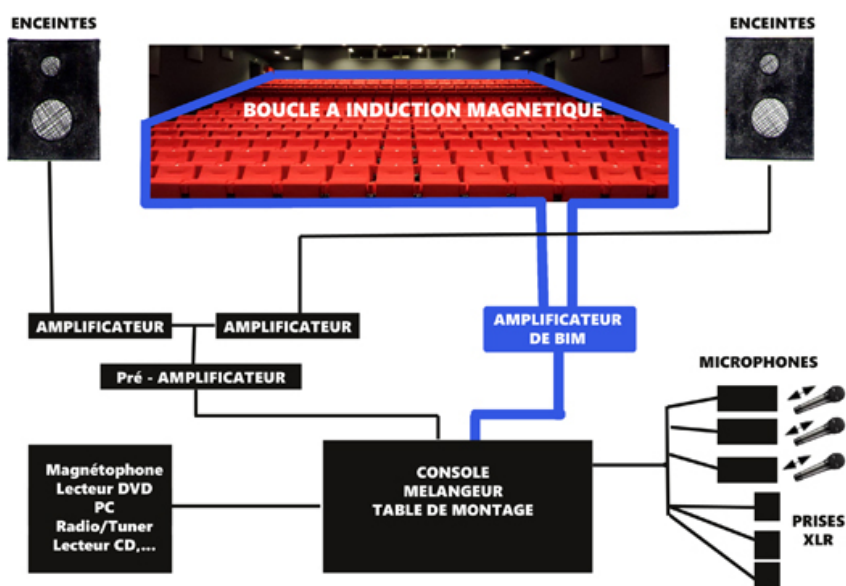 ENCEINTES
ENCEINTES
BOUCLE A INDUCTION MAGNETIQUE
AMPLIFICATEUR
AMPLIFICATEUR
AMPLIFICATEUR
DE BIM
Pré - AMPLIFICATEUR
MICROPHONES
Magnétophone
Lecteur DVD
PC
Radio/Tuner
Lecteur CD,...
CONSOLE
MELANGEUR
TABLE DE MONTAGE
PRISES
XLR